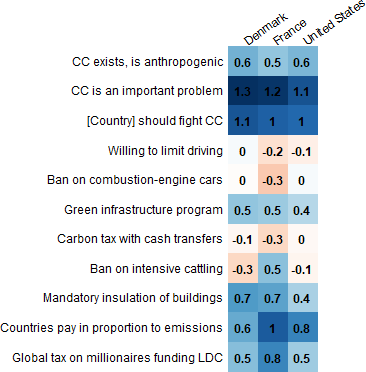 Denmark France United States
CC exists, is anthropogenic 0.6 0.5 0.6
CC is an important problem 1.3 1.2 1.1
[Country] should fight CC 1.1 1 1
Willing to limit driving 0 -0.2 -0.1
Ban on combustion-engine cars 0 -0.3 0
Green infrastructure program 0.5 0.5 0.4
Carbon tax with cash transfers -0.1 -0.3 0
Ban on intensive cattling -0.3 0.5 -0.1
Mandatory insulation of buildings 0.7 0.7 0.4
Countries pay in proportion to emissions 0.6 1 0.8
Global tax on millionaires funding LDC 0.5 0.8 0.5